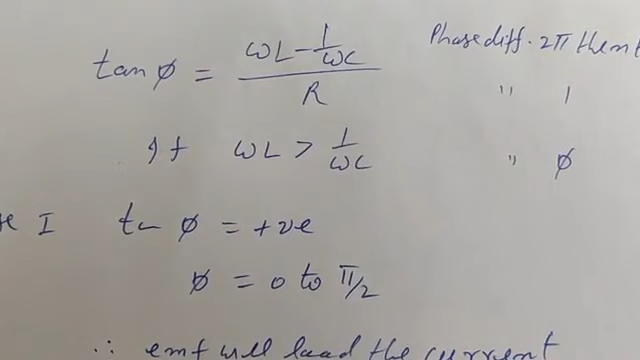 tan φ = (ωL – 1/ωC) / R
Phase diff. 2π then
" 1
If ωL > 1/ωC
" φ
I tan φ = +ve
φ = 0 to π/2
∴ emf will lead the current